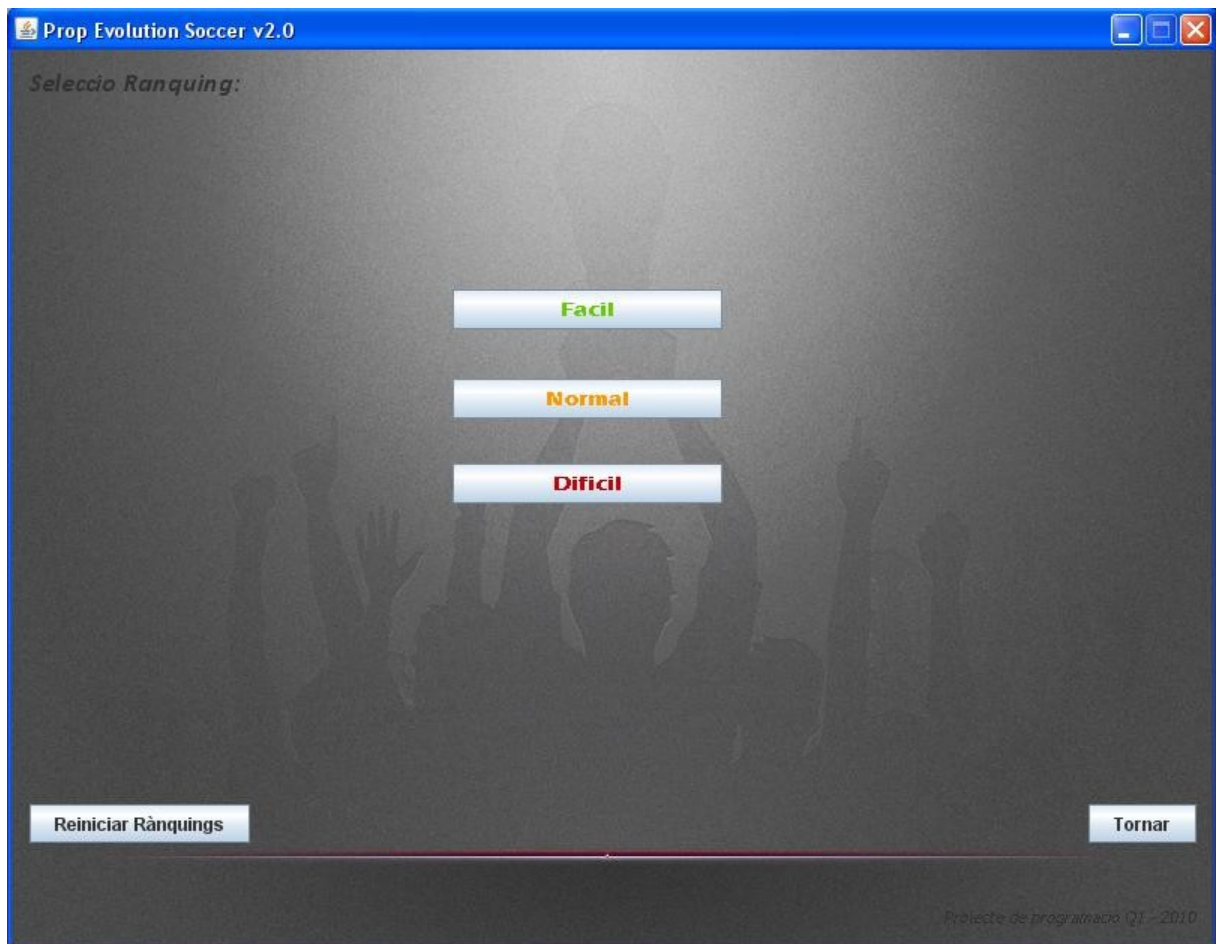 Prop Evolution Soccer v2.0
Seleccio Ranquing:
Facil
Normal
Dificil
Reiniciar Rànquings
Tornar
Projecte de programacio Q1 - 2010